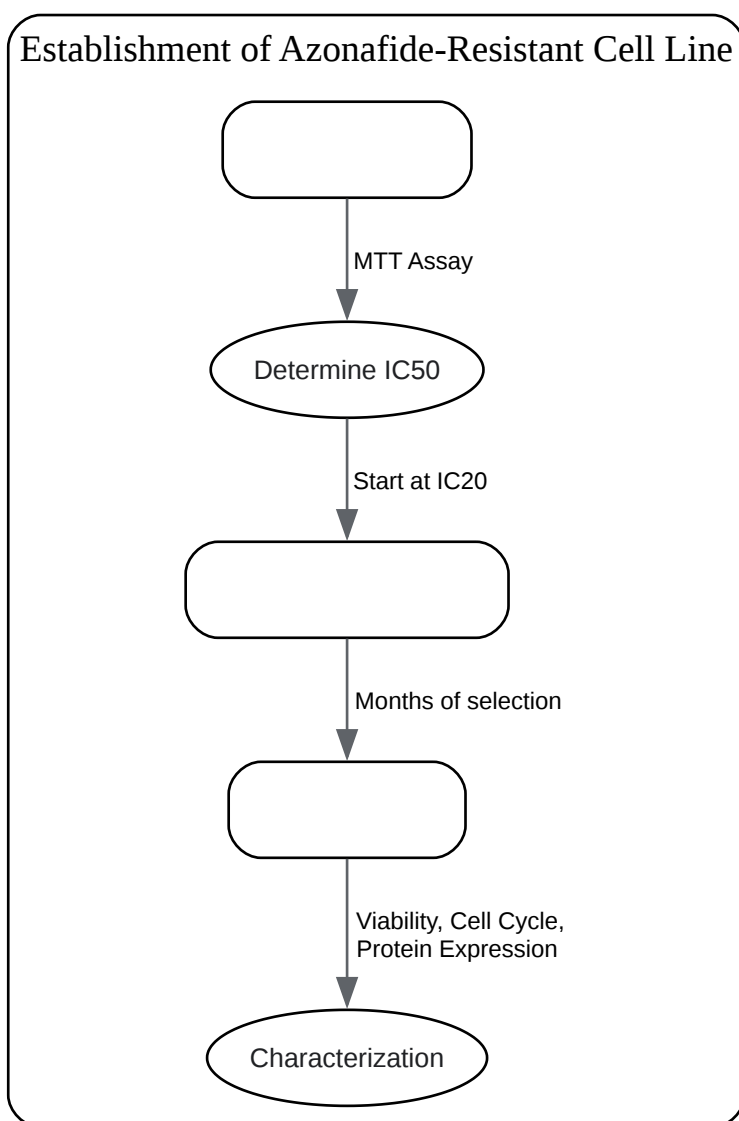 Establishment of Azonafide-Resistant Cell Line
MTT Assay
Determine IC50
Start at IC20
Months of selection
Viability, Cell Cycle,
Protein Expression
Characterization